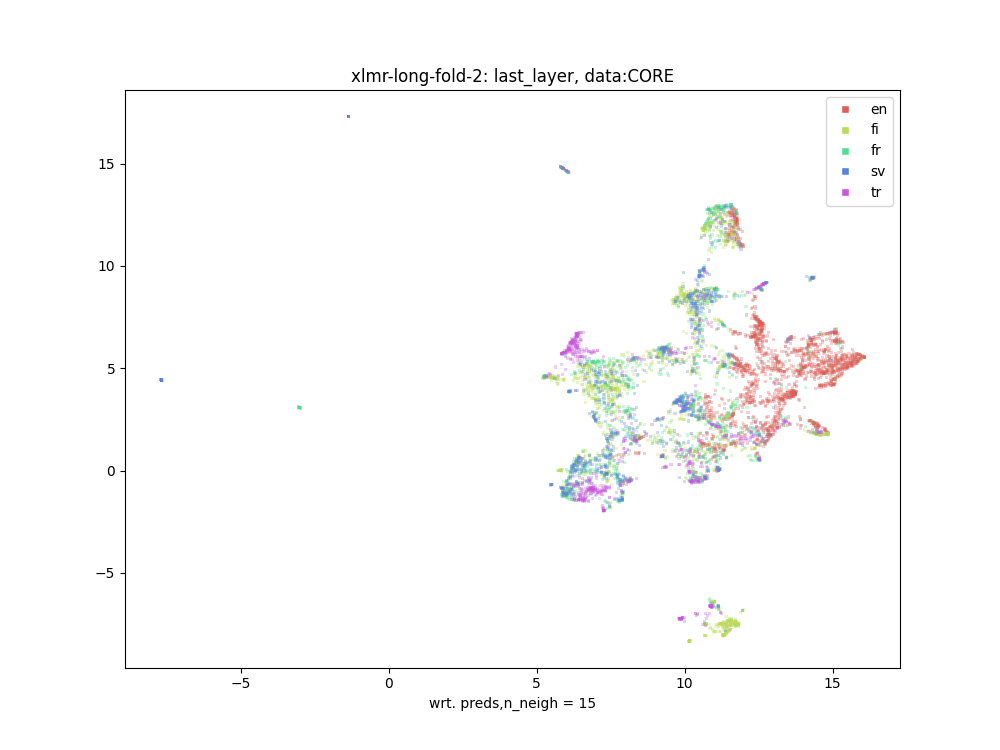 xlmr-long-fold-2: last_layer, data:CORE
en
fi
fr
sv
tr
15
10
5
0
−5
−5
0
5
10
15
wrt. preds,n_neigh = 15